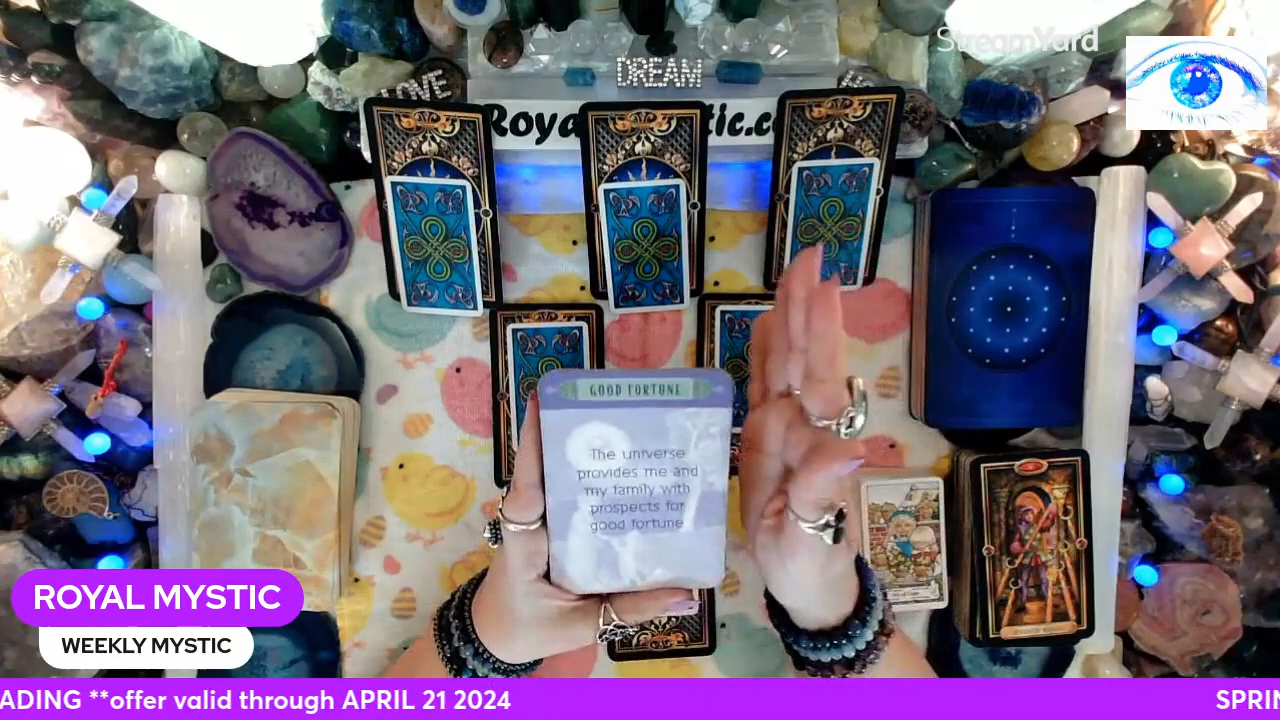 StreamYard
LOVE
DREAM
Roya
tic.c
GOOD FORTUNE
The universe
provides me and
my family with
prospects for
good fortune
ROYAL MYSTIC
WEEKLY MYSTIC
ADING **offer valid through APRIL 21 2024
SPRIN